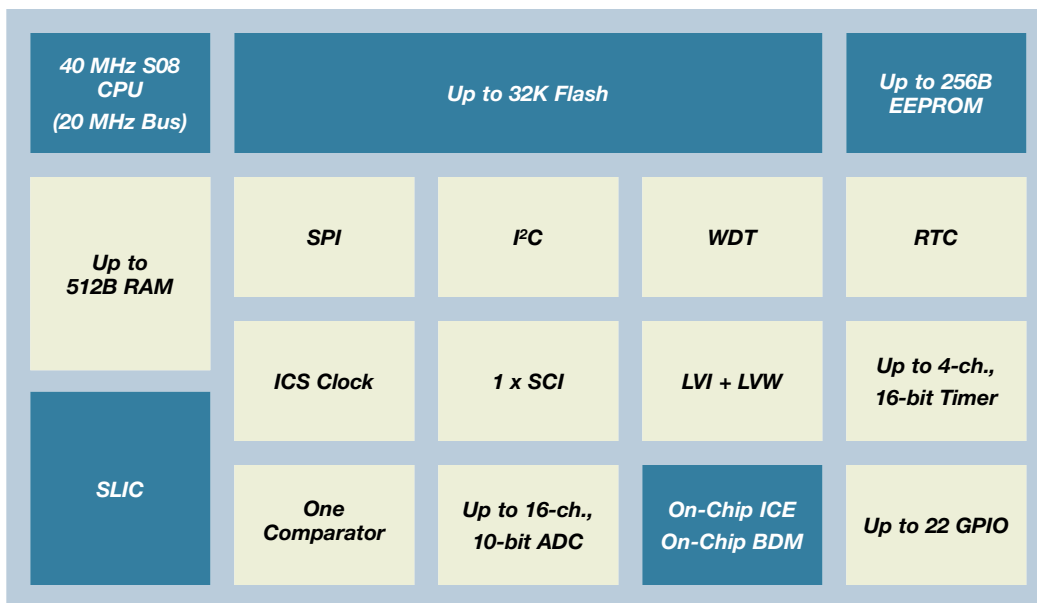 40 MHz S08
CPU
(20 MHz Bus)
Up to 32K Flash
Up to 256B
EEPROM
Up to
512B RAM
SPI
I²C
WDT
RTC
ICS Clock
1 x SCI
LVI + LVW
Up to 4-ch.,
16-bit Timer
SLIC
One
Comparator
Up to 16-ch.,
10-bit ADC
On-Chip ICE
On-Chip BDM
Up to 22 GPIO